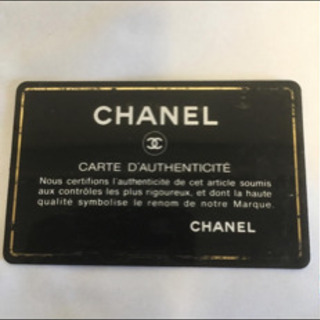 CHANEL
CARTE D'AUTHENTICITÉ
Nous certifions l'authenticité de cet article soumis
aux contrôles les plus rigoureux, et dont la haute
qualité symbolise le renom de notre Marque.
CHANEL